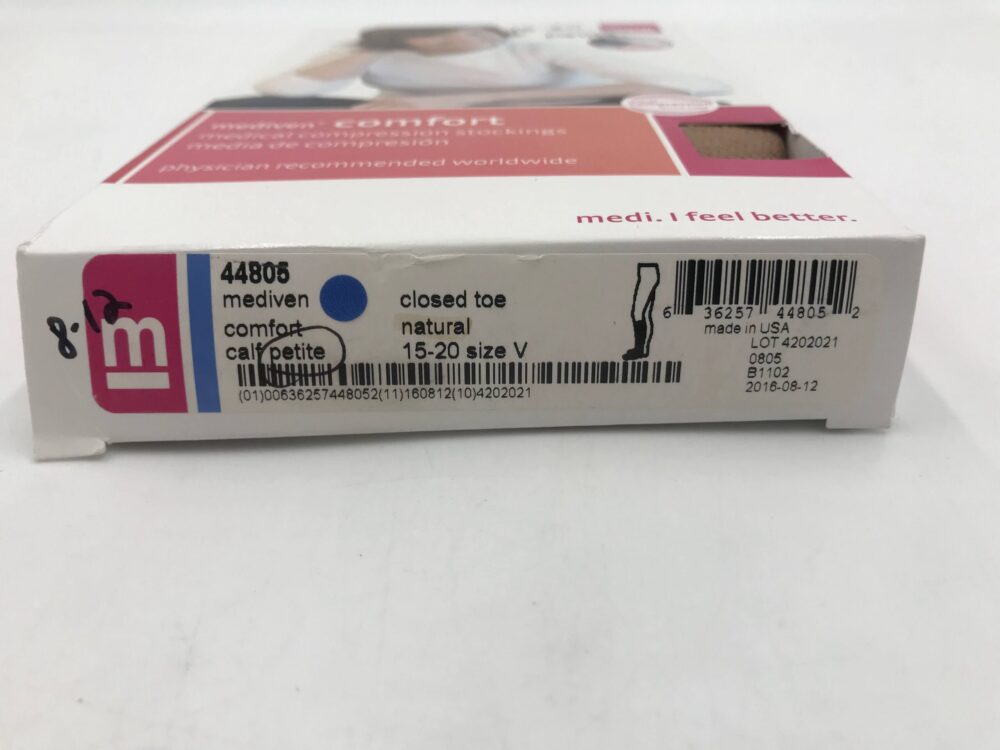 mediven comfort
medical compression stockings
media de compresión
physician recommended worldwide
medi. I feel better.
8-12
m
44805
mediven
comfort
calf petite
closed toe
natural
15-20 size V
(01)00636257448052(11)160812(10)4202021
6 36257 44805 2
made in USA
LOT 4202021
0805
B1102
2016-08-12